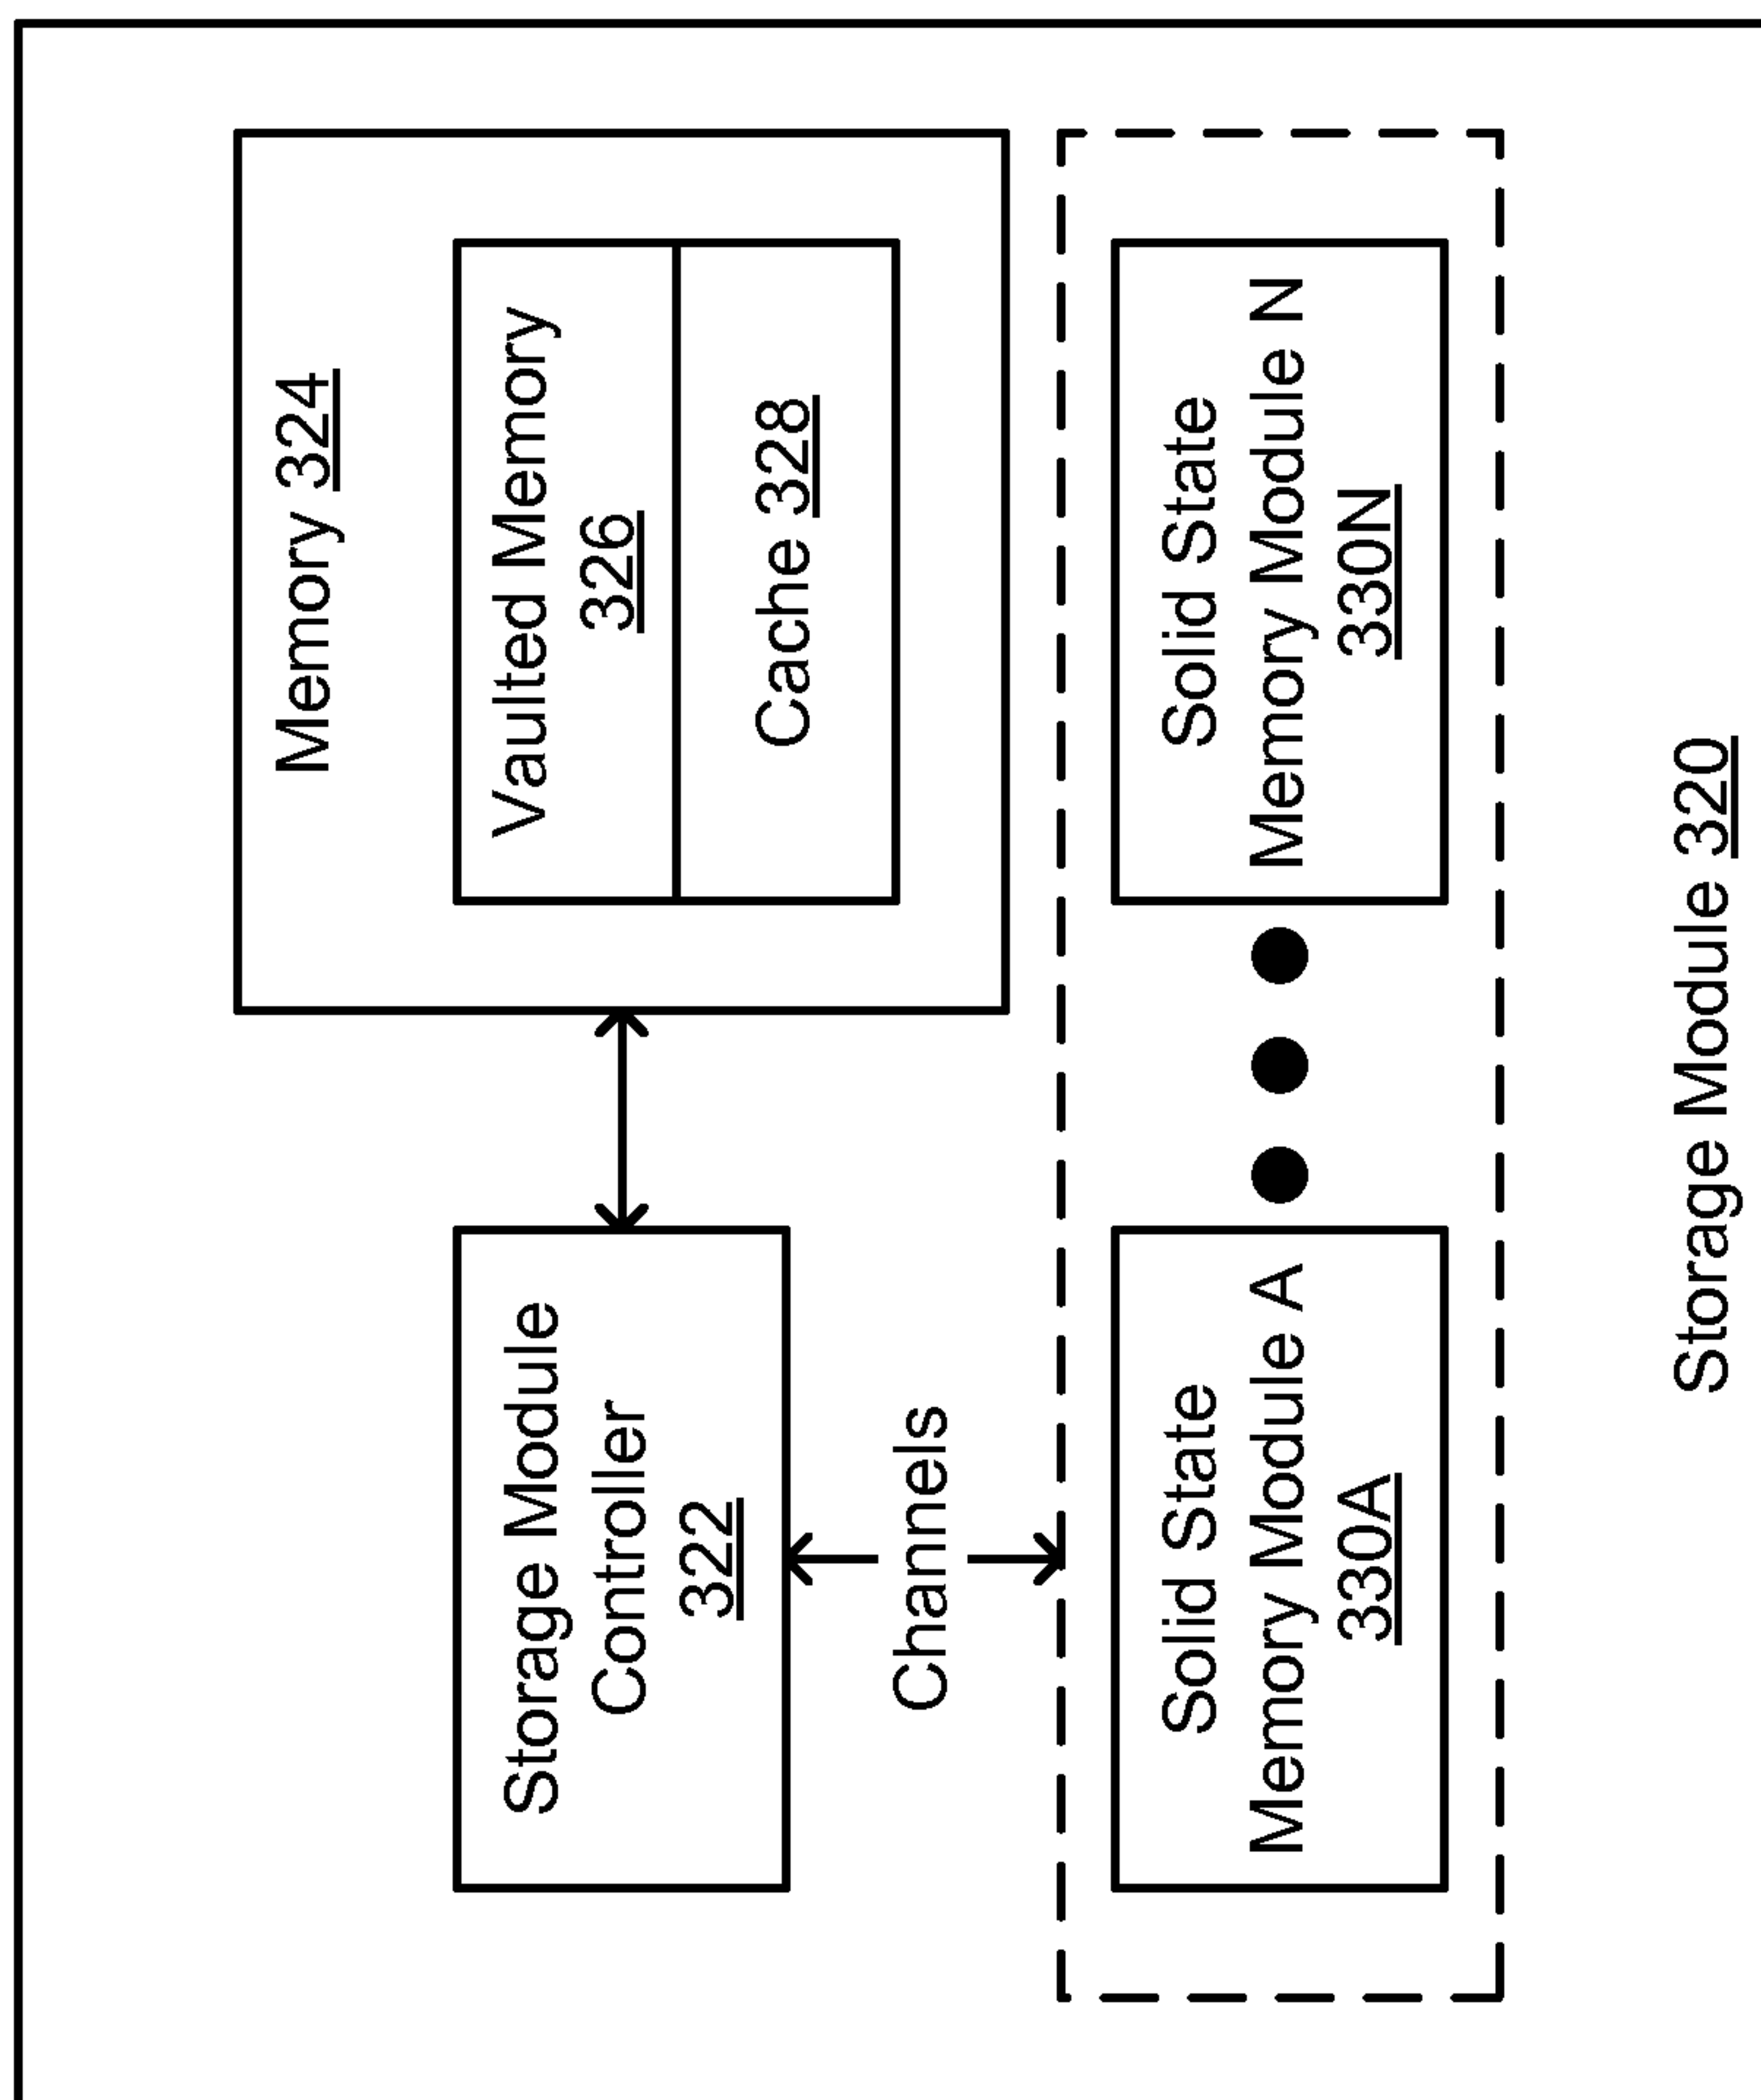 Memory 324
Vaulted Memory
326
Cache 328
Storage Module
Controller
322
Channels
Solid State
Memory Module A
330A
Solid State
Memory Module N
330N
Storage Module 320